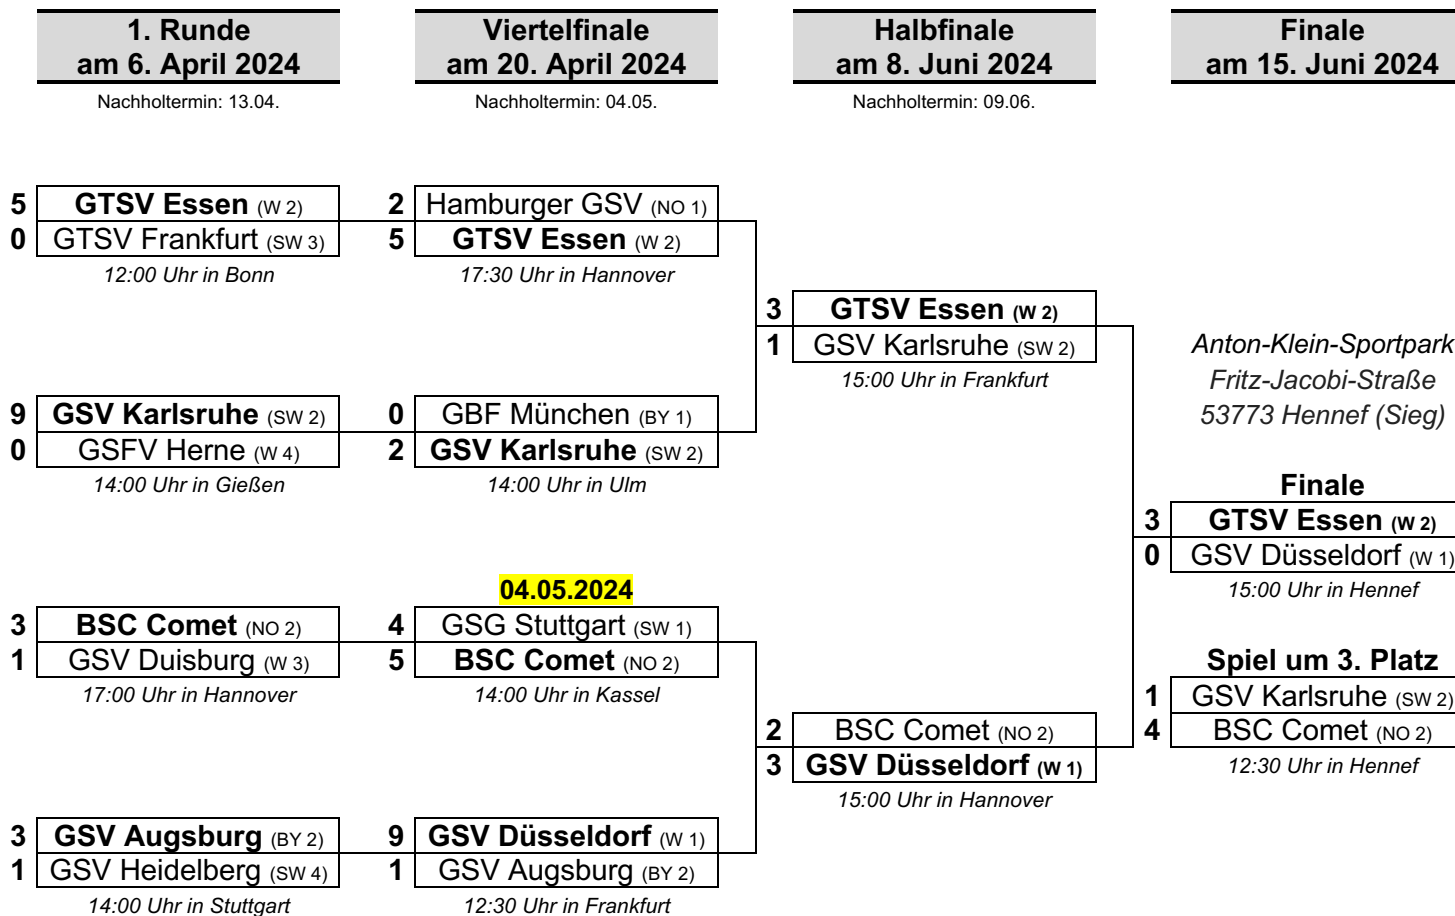 1. Runde
am 6. April 2024
Nachholtermin: 13.04.
Viertelfinale
am 20. April 2024
Nachholtermin: 04.05.
Halbfinale
am 8. Juni 2024
Nachholtermin: 09.06.
Finale
am 15. Juni 2024
5 GTSV Essen (W 2)
0 GTSV Frankfurt (SW 3)
12:00 Uhr in Bonn
9 GSV Karlsruhe (SW 2)
0 GSFV Herne (W 4)
14:00 Uhr in Gießen
3 BSC Comet (NO 2)
1 GSV Duisburg (W 3)
17:00 Uhr in Hannover
3 GSV Augsburg (BY 2)
1 GSV Heidelberg (SW 4)
14:00 Uhr in Stuttgart
2 Hamburger GSV (NO 1)
5 GTSV Essen (W 2)
17:30 Uhr in Hannover
0 GBF München (BY 1)
2 GSV Karlsruhe (SW 2)
14:00 Uhr in Ulm
04.05.2024
4 GSG Stuttgart (SW 1)
5 BSC Comet (NO 2)
14:00 Uhr in Kassel
9 GSV Düsseldorf (W 1)
1 GSV Augsburg (BY 2)
12:30 Uhr in Frankfurt
3 GTSV Essen (W 2)
1 GSV Karlsruhe (SW 2)
15:00 Uhr in Frankfurt
2 BSC Comet (NO 2)
3 GSV Düsseldorf (W 1)
15:00 Uhr in Hannover
Anton-Klein-Sportpark
Fritz-Jacobi-Straße
53773 Hennef (Sieg)
Finale
3 GTSV Essen (W 2)
0 GSV Düsseldorf (W 1)
15:00 Uhr in Hennef
Spiel um 3. Platz
1 GSV Karlsruhe (SW 2)
4 BSC Comet (NO 2)
12:30 Uhr in Hennef